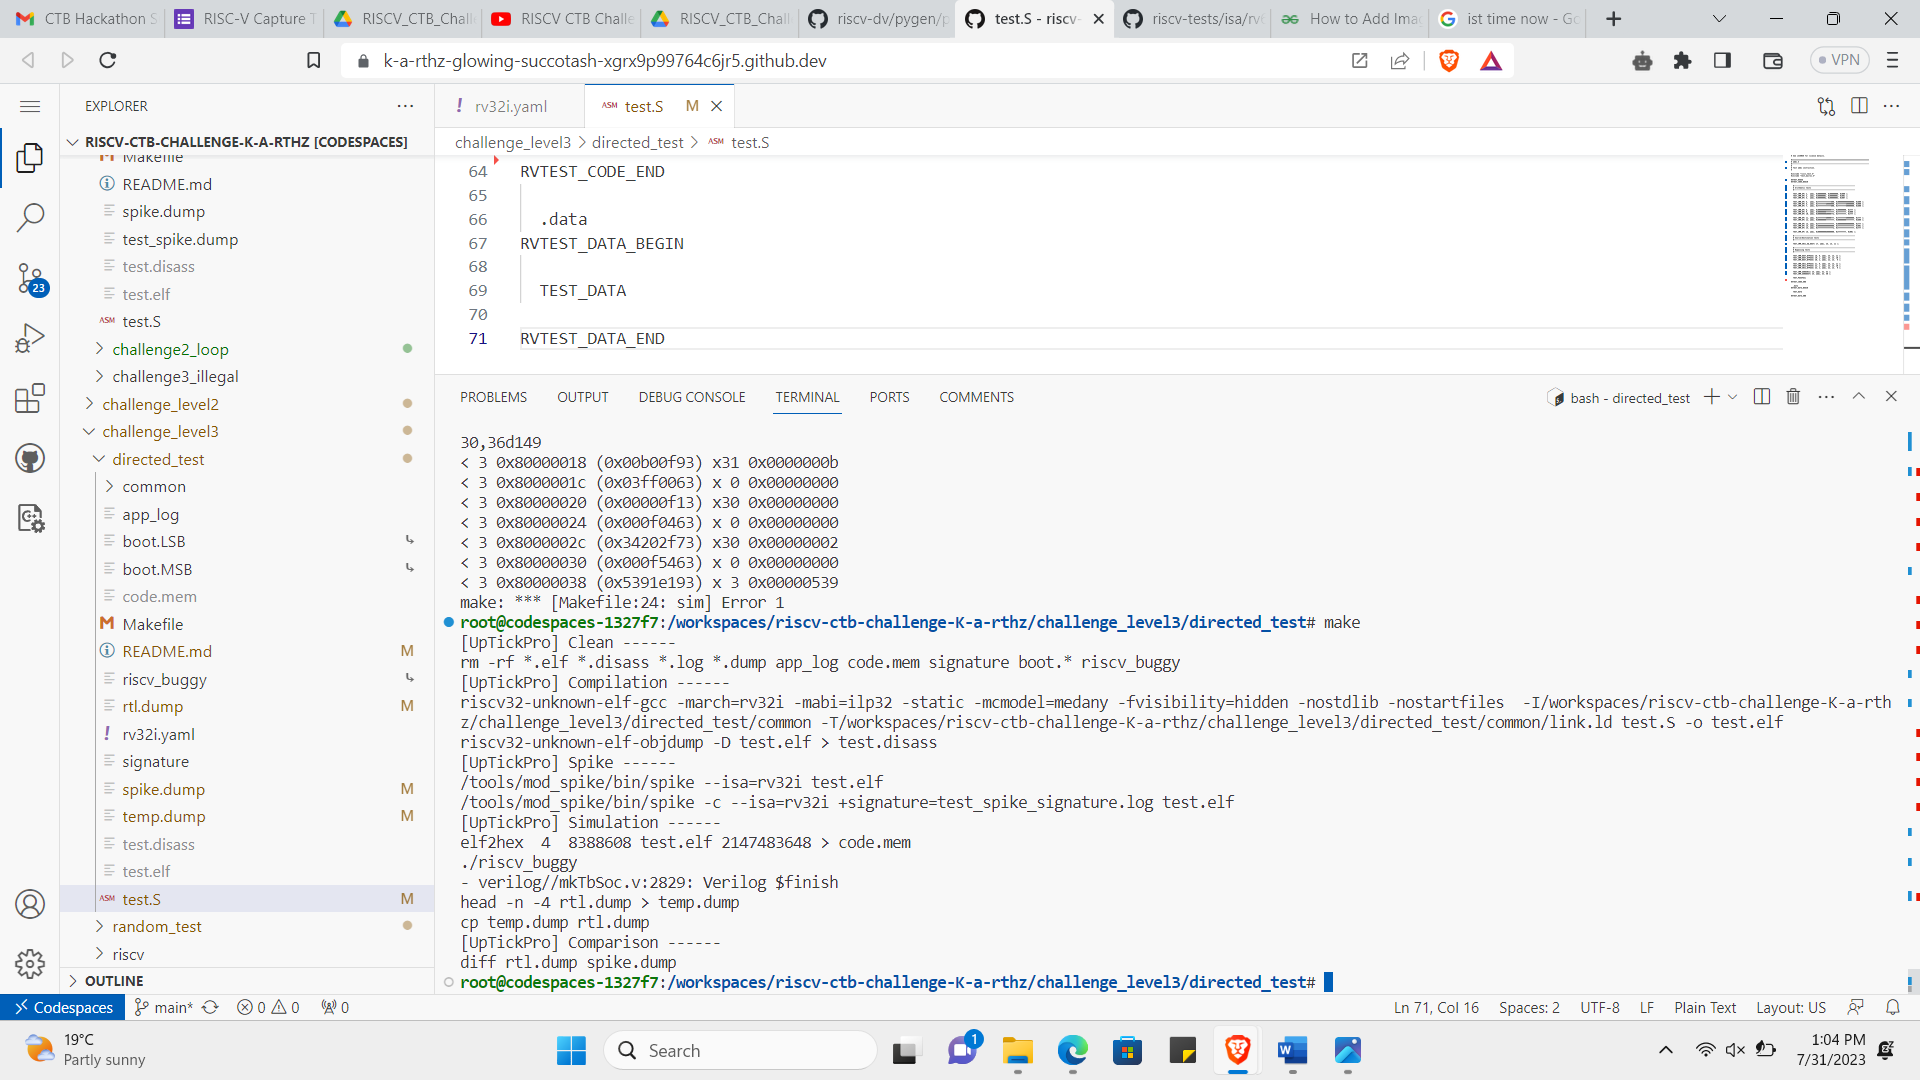 CTB Hackathon S
RISC-V Capture T
RISCV_CTB_Chall
RISCV CTB Challe
RISCV_CTB_Chall
riscv-dv/pygen/p
test.S - riscv-
riscv-tests/isa/rv6
How to Add Imag
ist time now - Go
k-a-rthz-glowing-succotash-xgrx9p99764c6jr5.github.dev
VPN
EXPLORER
! rv32i.yaml
ASM test.S M
RISCV-CTB-CHALLENGE-K-A-RTHZ [CODESPACES]
challenge_level3 > directed_test > ASM test.S
M Makefile
README.md
spike.dump
test_spike.dump
test.disass
test.elf
ASM test.S
challenge2_loop
challenge3_illegal
challenge_level2
challenge_level3
directed_test
common
app_log
boot.LSB
boot.MSB
code.mem
M Makefile
README.md M
riscv_buggy
rtl.dump M
! rv32i.yaml
signature
spike.dump M
temp.dump M
test.disass
test.elf
ASM test.S M
random_test
riscv
OUTLINE
23
64 RVTEST_CODE_END
65
66 .data
67 RVTEST_DATA_BEGIN
68
69 TEST_DATA
70
71 RVTEST_DATA_END
PROBLEMS OUTPUT DEBUG CONSOLE TERMINAL PORTS COMMENTS
bash - directed_test
30,36d149
< 3 0x80000018 (0x00b00f93) x31 0x0000000b
< 3 0x8000001c (0x03ff0063) x 0 0x00000000
< 3 0x80000020 (0x00000f13) x30 0x00000000
< 3 0x80000024 (0x000f0463) x 0 0x00000000
< 3 0x8000002c (0x34202f73) x30 0x00000002
< 3 0x80000030 (0x000f5463) x 0 0x00000000
< 3 0x80000038 (0x5391e193) x 3 0x00000539
make: *** [Makefile:24: sim] Error 1
root@codespaces-1327f7:/workspaces/riscv-ctb-challenge-K-a-rthz/challenge_level3/directed_test# make
[UpTickPro] Clean ------
rm -rf *.elf *.disass *.log *.dump app_log code.mem signature boot.* riscv_buggy
[UpTickPro] Compilation ------
riscv32-unknown-elf-gcc -march=rv32i -mabi=ilp32 -static -mcmodel=medany -fvisibility=hidden -nostdlib -nostartfiles  -I/workspaces/riscv-ctb-challenge-K-a-rth
z/challenge_level3/directed_test/common -T/workspaces/riscv-ctb-challenge-K-a-rthz/challenge_level3/directed_test/common/link.ld test.S -o test.elf
riscv32-unknown-elf-objdump -D test.elf > test.disass
[UpTickPro] Spike ------
/tools/mod_spike/bin/spike --isa=rv32i test.elf
/tools/mod_spike/bin/spike -c --isa=rv32i +signature=test_spike_signature.log test.elf
[UpTickPro] Simulation ------
elf2hex  4  8388608 test.elf 2147483648 > code.mem
./riscv_buggy
- verilog//mkTbSoc.v:2829: Verilog $finish
head -n -4 rtl.dump > temp.dump
cp temp.dump rtl.dump
[UpTickPro] Comparison ------
diff rtl.dump spike.dump
root@codespaces-1327f7:/workspaces/riscv-ctb-challenge-K-a-rthz/challenge_level3/directed_test#
Codespaces main* 0 0 0
Ln 71, Col 16 Spaces: 2 UTF-8 LF Plain Text Layout: US
19°C
Partly sunny
Search
1
1:04 PM
7/31/2023